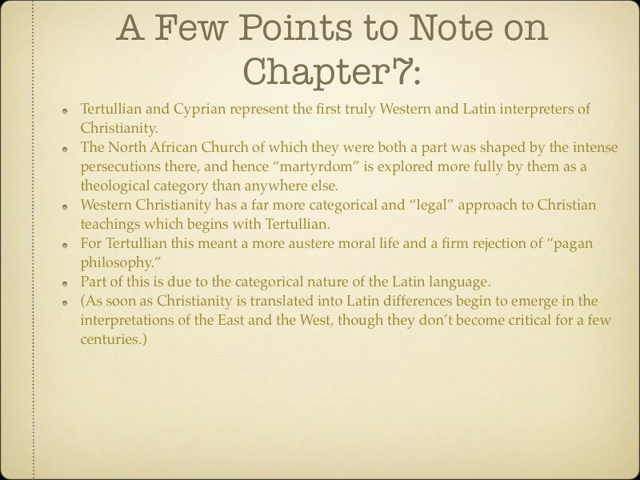 A Few Points to Note on
Chapter7:
Tertullian and Cyprian represent the first truly Western and Latin interpreters of
Christianity.
The North African Church of which they were both a part was shaped by the intense
persecutions there, and hence “martyrdom” is explored more fully by them as a
theological category than anywhere else.
Western Christianity has a far more categorical and “legal” approach to Christian
teachings which begins with Tertullian.
For Tertullian this meant a more austere moral life and a firm rejection of “pagan
philosophy.”
Part of this is due to the categorical nature of the Latin language.
(As soon as Christianity is translated into Latin differences begin to emerge in the
interpretations of the East and the West, though they don’t become critical for a few
centuries.)